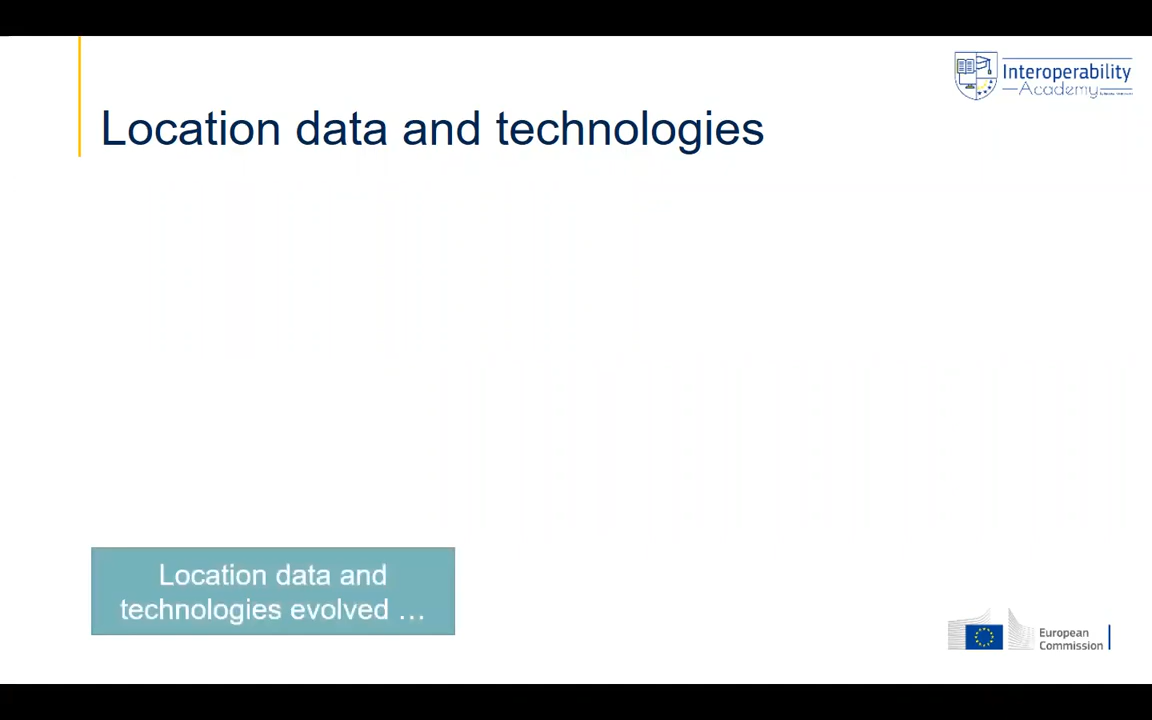 Interoperability
Academy
Location data and technologies
Location data and
technologies evolved …
European
Commission